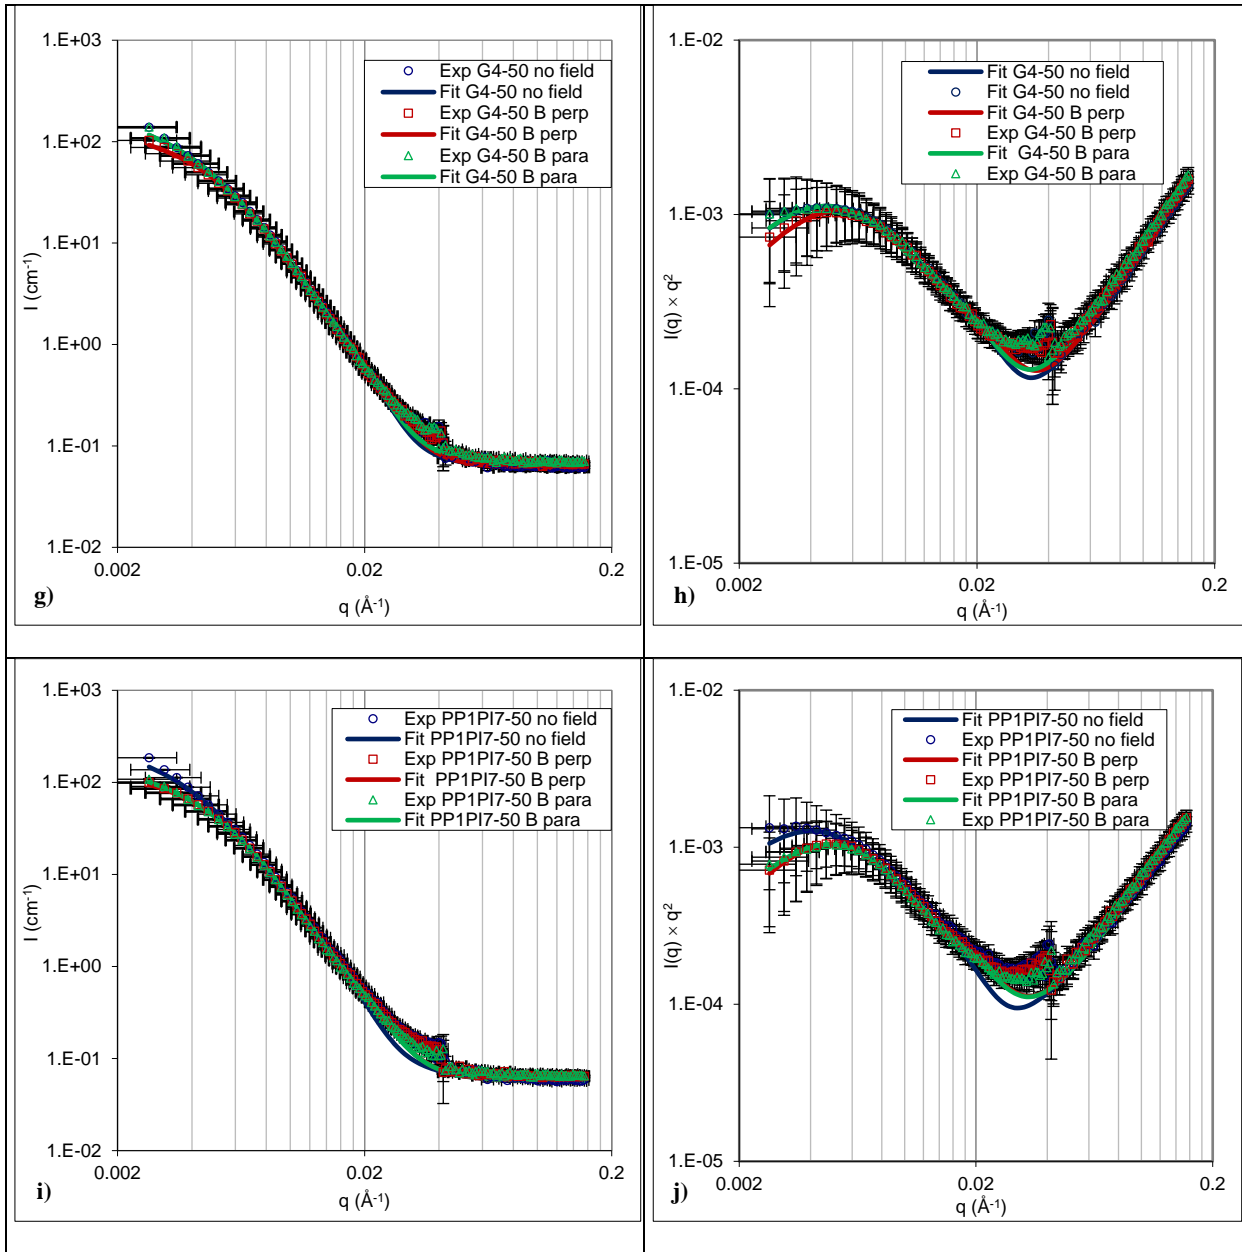 1.E+03
Exp G4-50 no field
Fit G4-50 no field
Exp G4-50 B perp
Fit G4-50 B perp
Exp G4-50 B para
Fit G4-50 B para
1.E+02
1.E+01
I (cm-1)
1.E+00
1.E-01
1.E-02
0.002
0.02
0.2
q (Å-1)
g)
1.E-02
Fit G4-50 no field
Fit G4-50 no field
Fit G4-50 B perp
Exp G4-50 B perp
Fit G4-50 B para
Exp G4-50 B para
1.E-03
I(q) × q2
1.E-04
1.E-05
0.002
0.02
0.2
q (Å-1)
h)
1.E+03
Exp PP1PI7-50 no field
Fit PP1PI7-50 no field
Exp PP1PI7-50 B perp
Fit PP1PI7-50 B perp
Exp PP1PI7-50 B para
Fit PP1PI7-50 B para
1.E+02
1.E+01
I (cm-1)
1.E+00
1.E-01
1.E-02
0.002
0.02
0.2
q (Å-1)
i)
1.E-02
Fit PP1PI7-50 no field
Exp PP1PI7-50 no field
Fit PP1PI7-50 B perp
Exp PP1PI7-50 B perp
Fit PP1PI7-50 B para
Exp PP1PI7-50 B para
1.E-03
I(q) × q2
1.E-04
1.E-05
0.002
0.02
0.2
q (Å-1)
j)